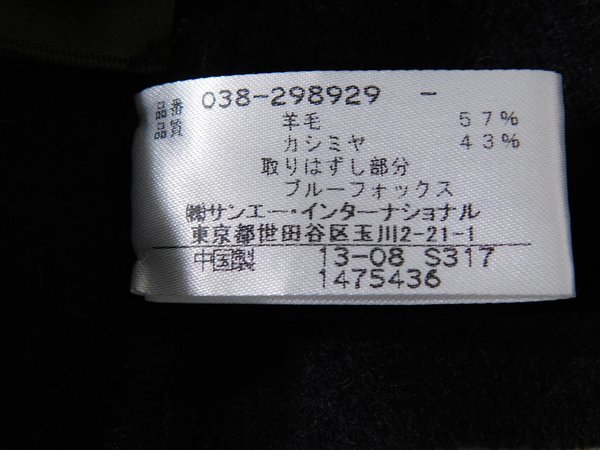 品番 038-298929 -
品質 羊毛 57%
カシミヤ 43%
取りはずし部分
ブルーフォックス
㈱サンエー・インターナショナル
東京都世田谷区玉川2-21-1
中国製 13-08 S317
1475436